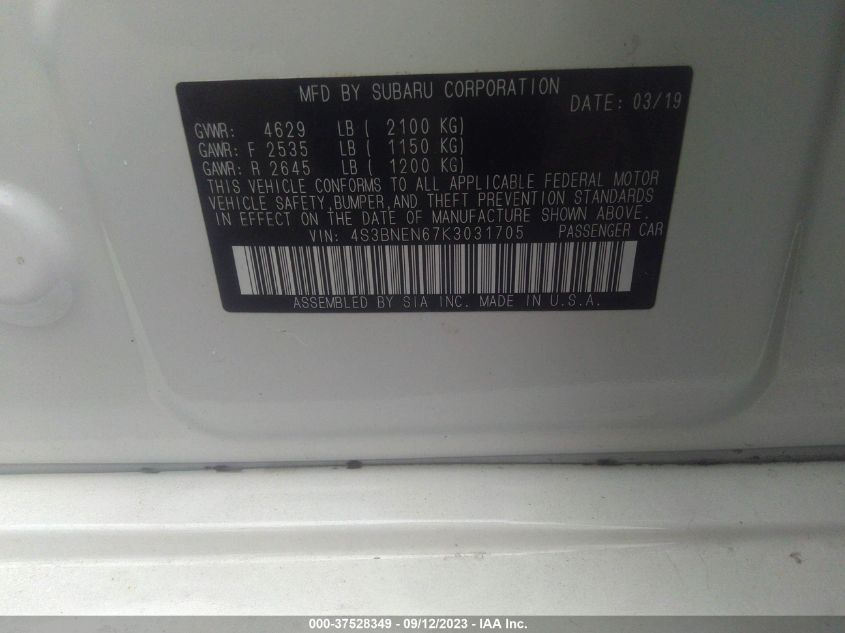 MFD BY SUBARU CORPORATION
DATE: 03/19
GVWR: 4629 LB ( 2100 KG)
GAWR: F 2535 LB ( 1150 KG)
GAWR: R 2645 LB ( 1200 KG)
THIS VEHICLE CONFORMS TO ALL APPLICABLE FEDERAL MOTOR
VEHICLE SAFETY,BUMPER,AND THEFT PREVENTION STANDARDS
IN EFFECT ON THE DATE OF MANUFACTURE SHOWN ABOVE.
VIN: 4S3BNEN67K3031705 PASSENGER CAR
ASSEMBLED BY SIA INC. MADE IN U.S.A.
000-37528349 - 09/12/2023 - IAA Inc.